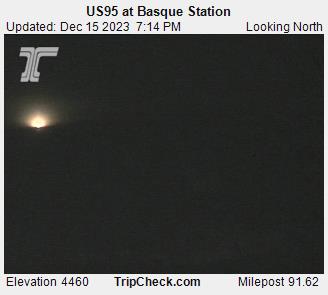 US95 at Basque Station
Updated: Dec 15 2023 7:14 PM Looking North
Elevation 4460 TripCheck.com Milepost 91.62